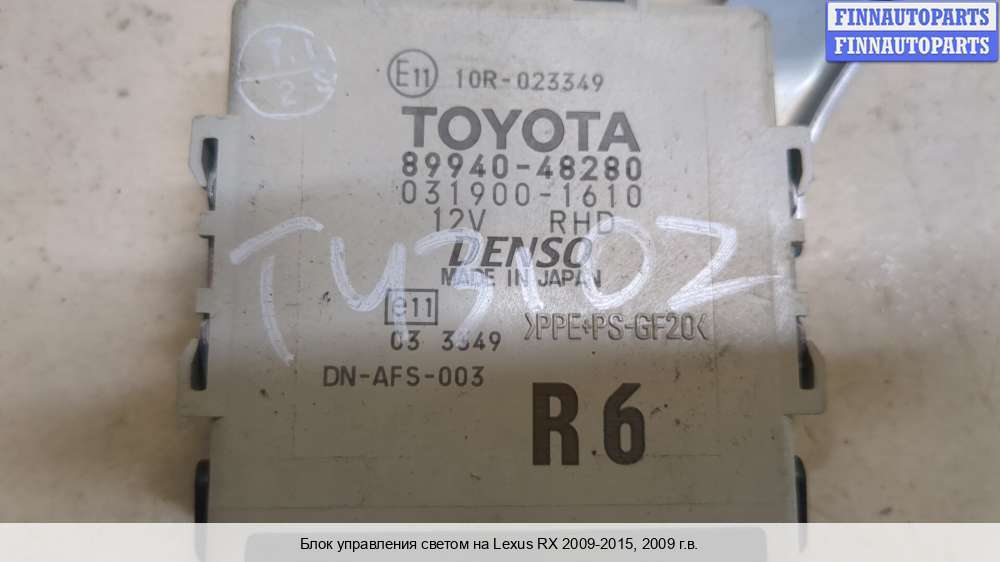 FINNAUTOPARTS
FINNAUTOPARTS
E11 10R-023349
TOYOTA
89940-48280
031900-1610
12V RHD
DENSO
MADE IN JAPAN
e11
>PPE+PS-GF20<
03 3349
DN-AFS-003
R6
Блок управления светом на Lexus RX 2009-2015, 2009 г.в.